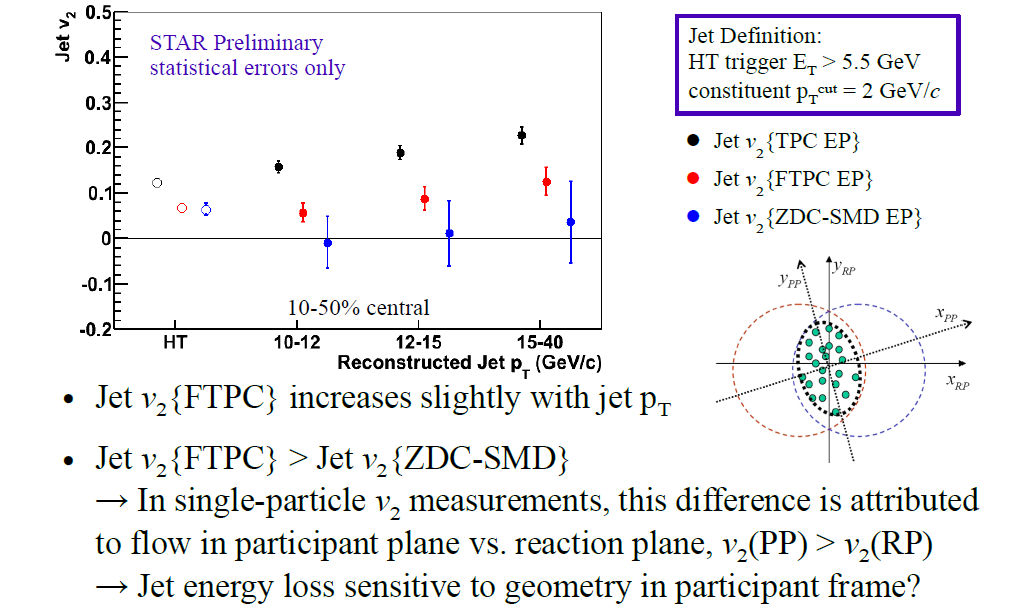 Jet v2
0.5
0.4
0.3
0.2
0.1
0
-0.1
-0.2
STAR Preliminary
statistical errors only
10-50% central
HT 10-12 12-15 15-40
Reconstructed Jet pT (GeV/c)
Jet Definition:
HT trigger ET > 5.5 GeV
constituent pTcut = 2 GeV/c
● Jet v2{TPC EP}
● Jet v2{FTPC EP}
● Jet v2{ZDC-SMD EP}
yPP
yRP
xPP
xRP
• Jet v2{FTPC} increases slightly with jet pT
• Jet v2{FTPC} > Jet v2{ZDC-SMD}
→ In single-particle v2 measurements, this difference is attributed
to flow in participant plane vs. reaction plane, v2(PP) > v2(RP)
→ Jet energy loss sensitive to geometry in participant frame?